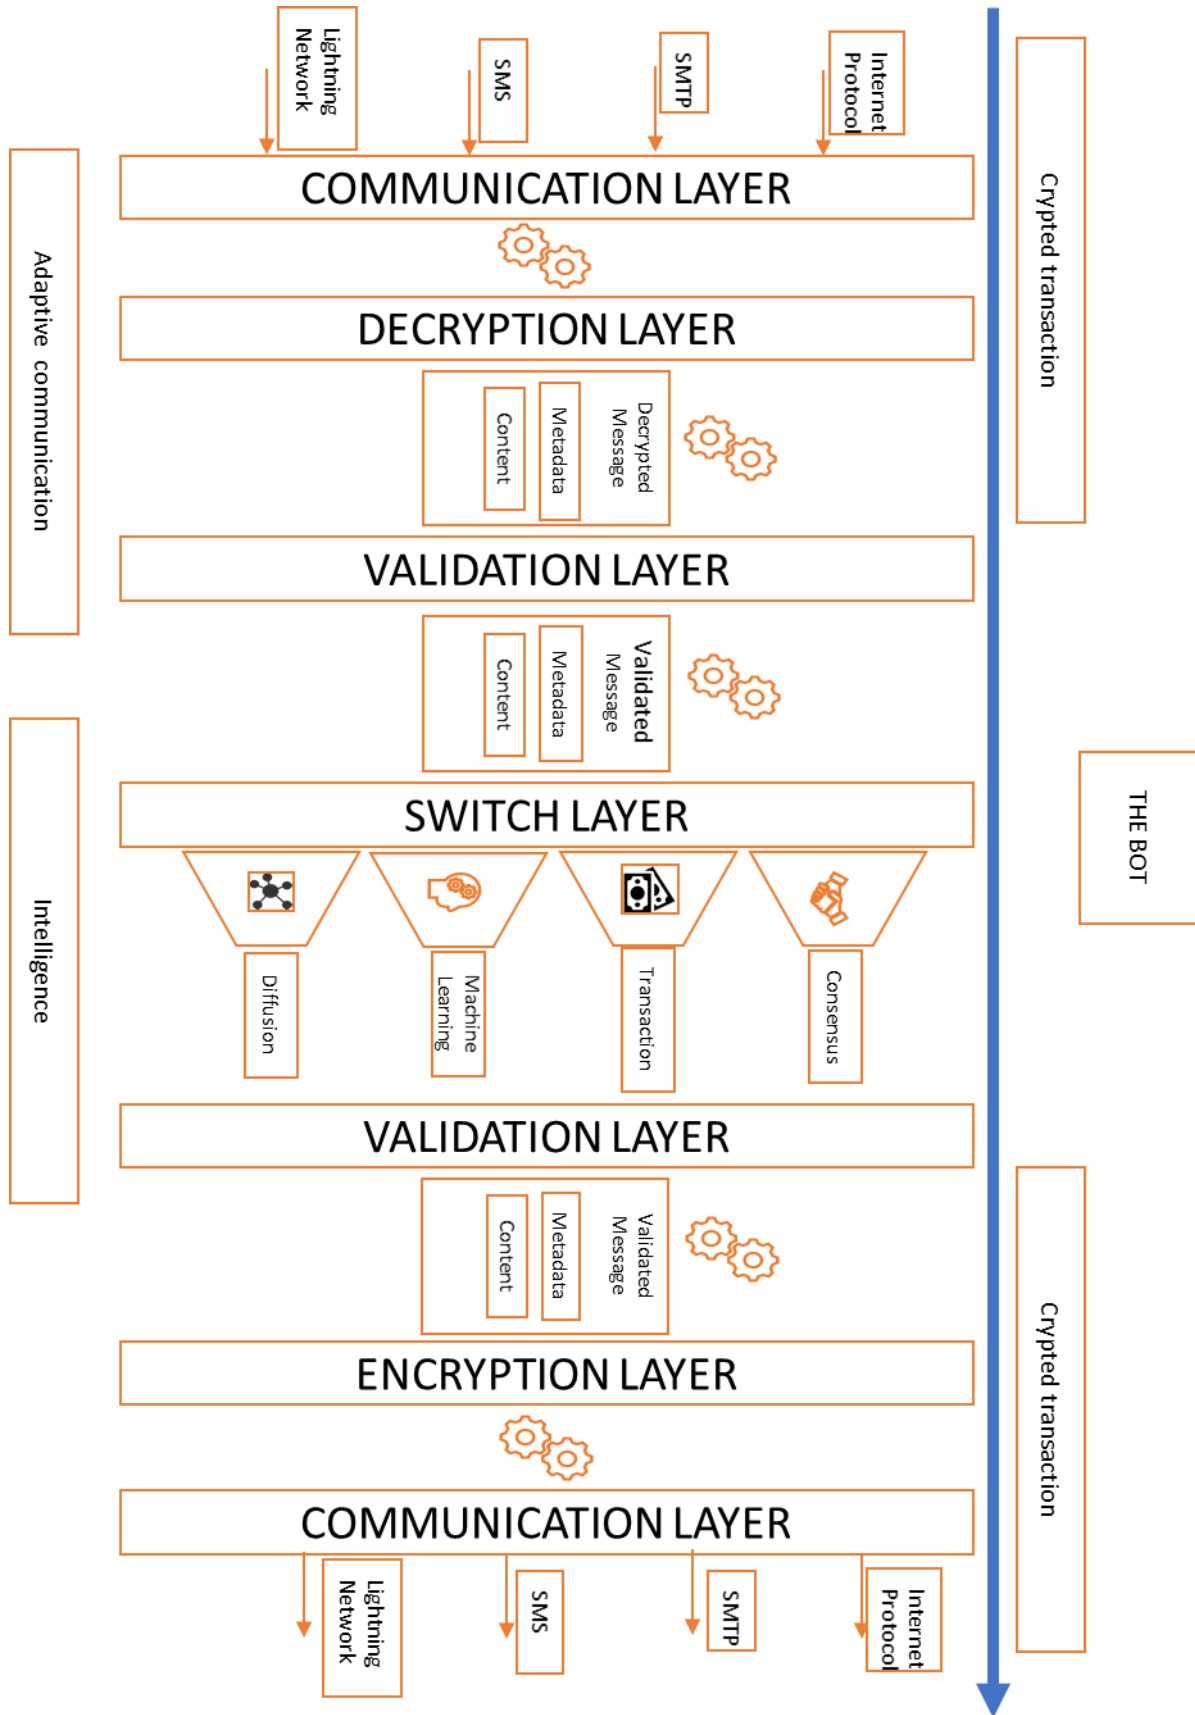 Lightning
Network
SMS
SMTP
Internet
Protocol
COMMUNICATION LAYER
Crypted transaction
Adaptive communication
DECRYPTION LAYER
Decrypted
Message
Metadata
Content
VALIDATION LAYER
Validated
Message
Metadata
Content
THE BOT
Intelligence
SWITCH LAYER
Diffusion
Machine
Learning
Transaction
Consensus
VALIDATION LAYER
Validated
Message
Metadata
Content
Crypted transaction
ENCRYPTION LAYER
COMMUNICATION LAYER
Lightning
Network
SMS
SMTP
Internet
Protocol